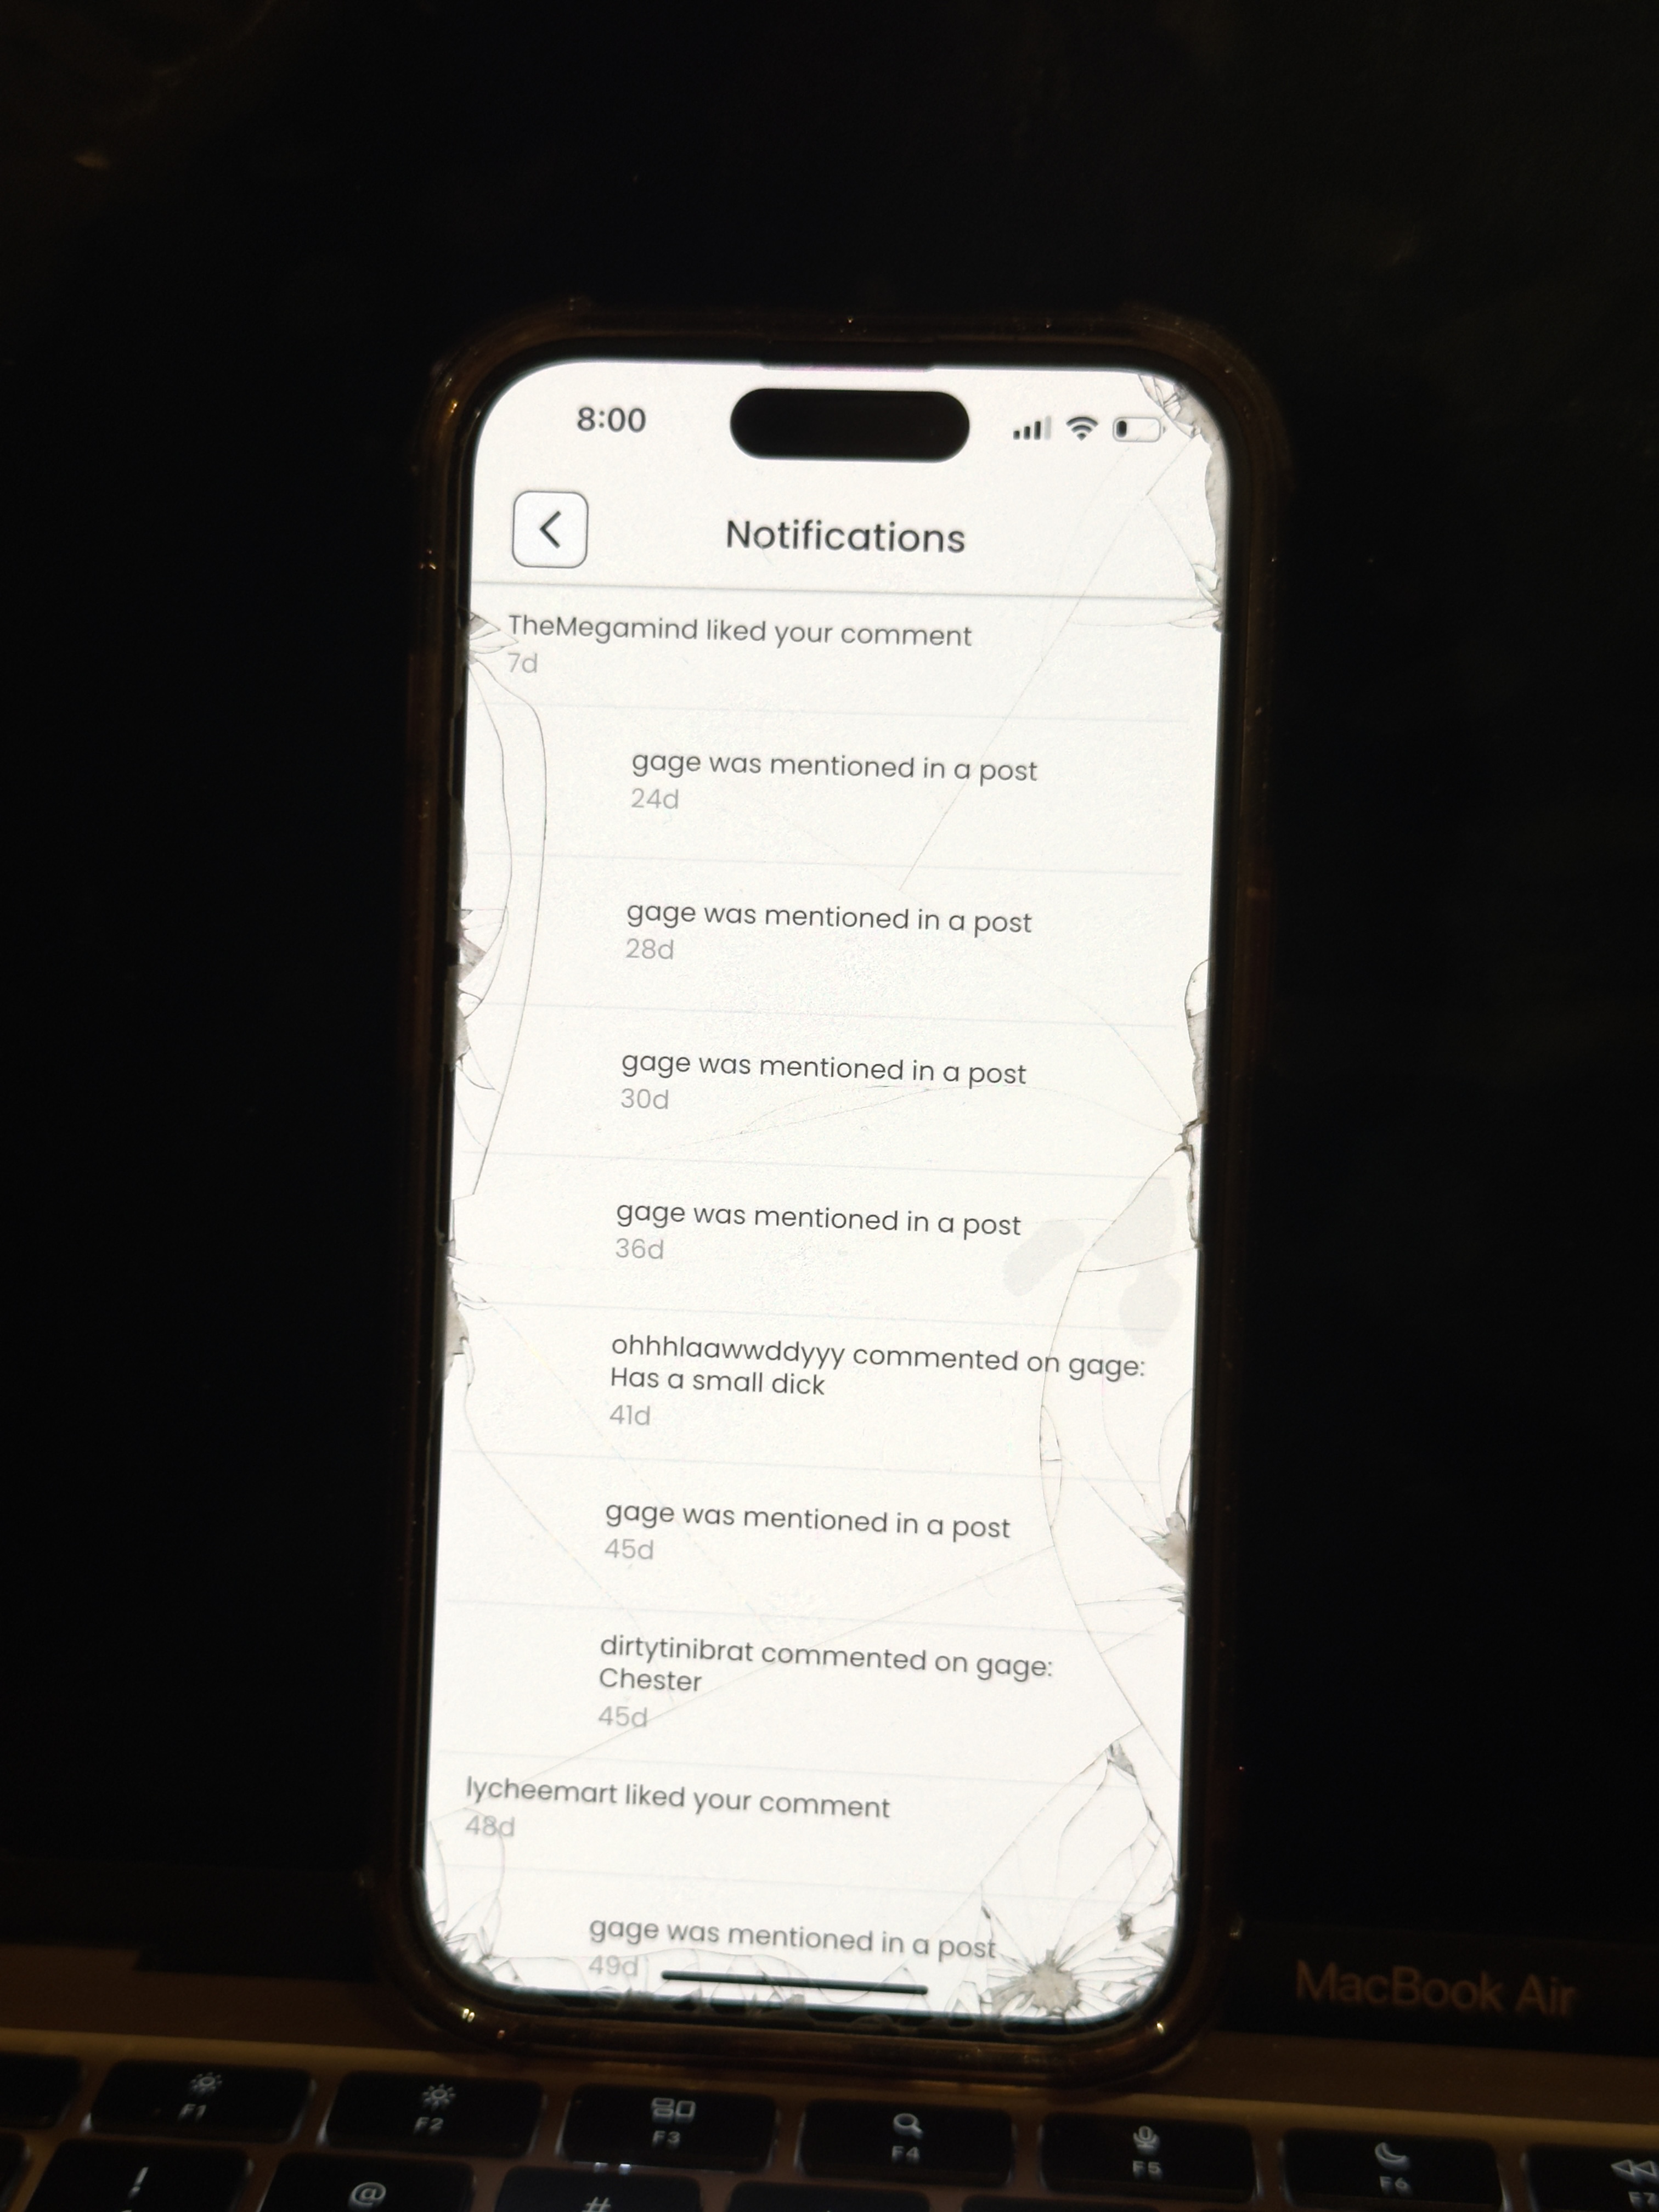 8:00
Notifications
TheMegamind liked your comment
7d
gage was mentioned in a post
24d
gage was mentioned in a post
28d
gage was mentioned in a post
30d
gage was mentioned in a post
36d
ohhhlaawwddyyy commented on gage:
Has a small dick
41d
gage was mentioned in a post
45d
dirtytinibrat commented on gage:
Chester
45d
lycheemart liked your comment
48d
gage was mentioned in a post
49d
MacBook Air
F1 F2 F3 F4 F5 F6 F7
! @ #